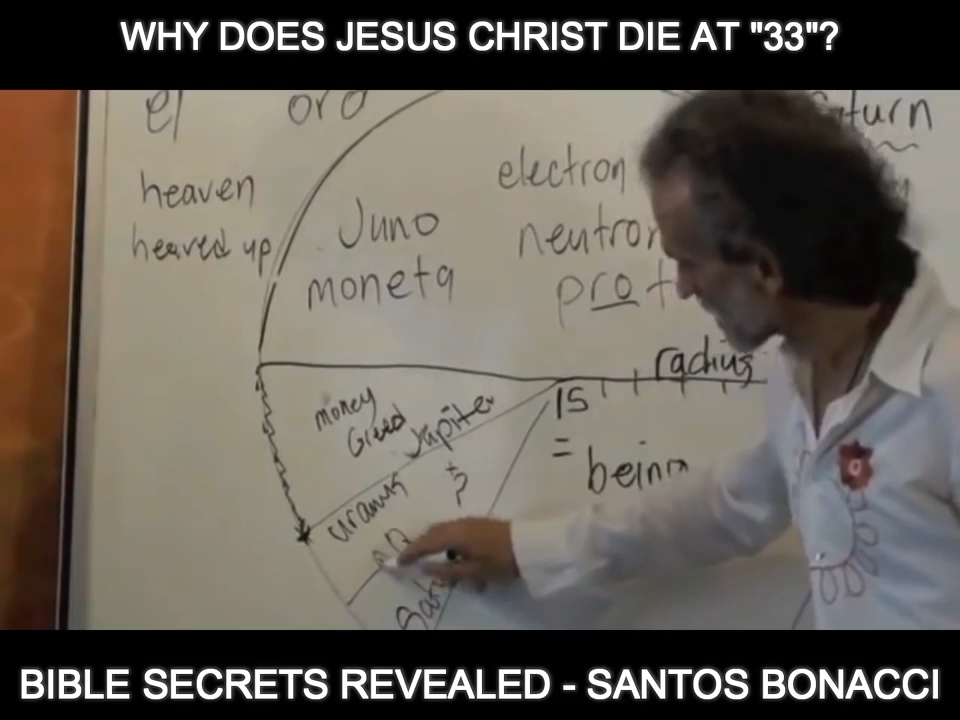 WHY DOES JESUS CHRIST DIE AT "33"?
el oro
heaven
heaved up
Juno
moneta
electron
neutron
prot
radius
money
Greed
Jupiter
uranus
15
=
BIBLE SECRETS REVEALED - SANTOS BONACCI